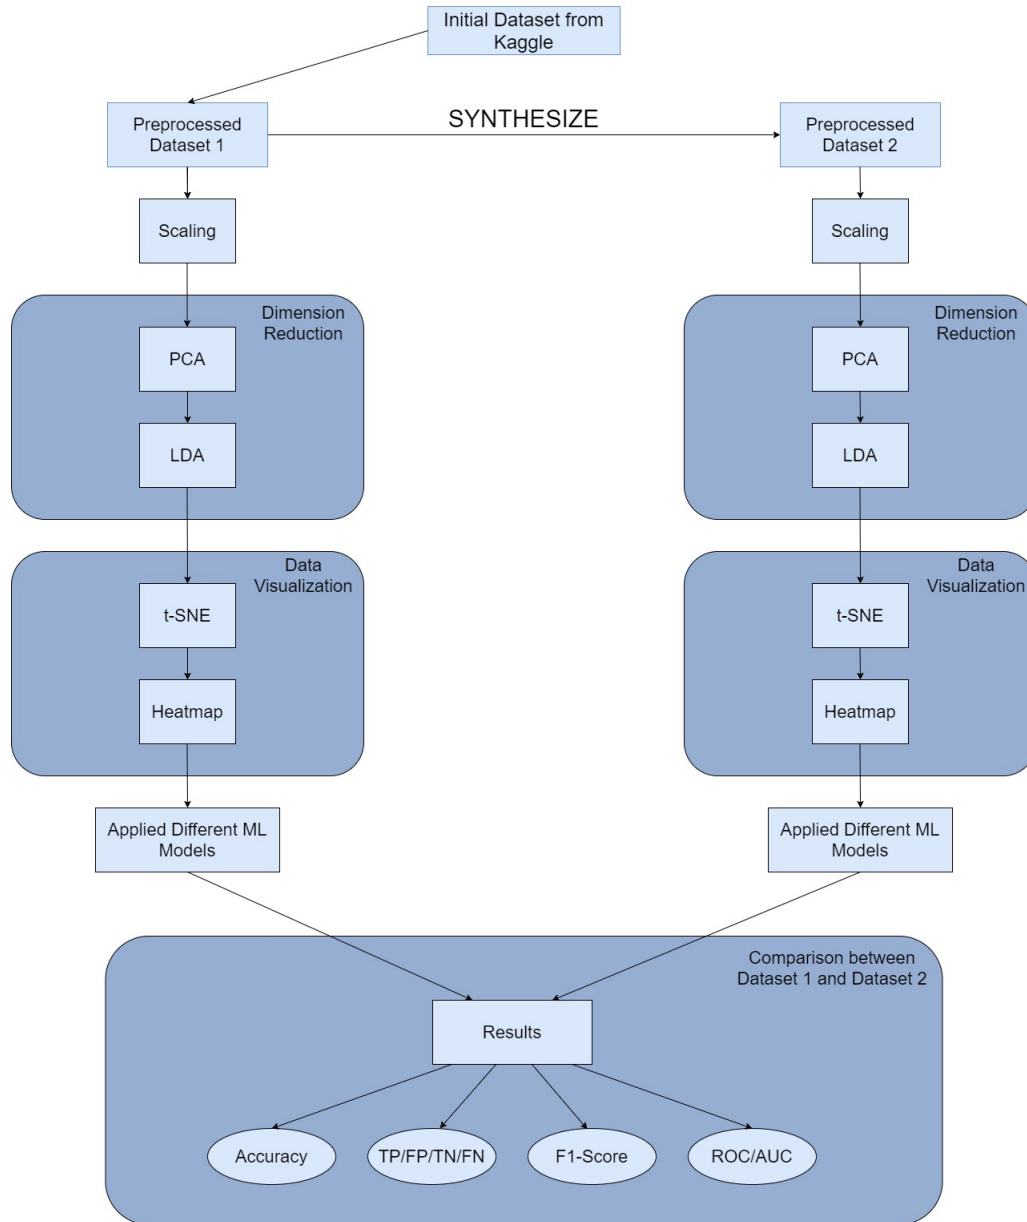 Initial Dataset from
Kaggle
Preprocessed
Dataset 1
SYNTHESIZE
Preprocessed
Dataset 2
Scaling
Scaling
Dimension
Reduction
PCA
LDA
Dimension
Reduction
PCA
LDA
Data
Visualization
t-SNE
Heatmap
Data
Visualization
t-SNE
Heatmap
Applied Different ML
Models
Applied Different ML
Models
Comparison between
Dataset 1 and Dataset 2
Results
Accuracy
TP/FP/TN/FN
F1-Score
ROC/AUC